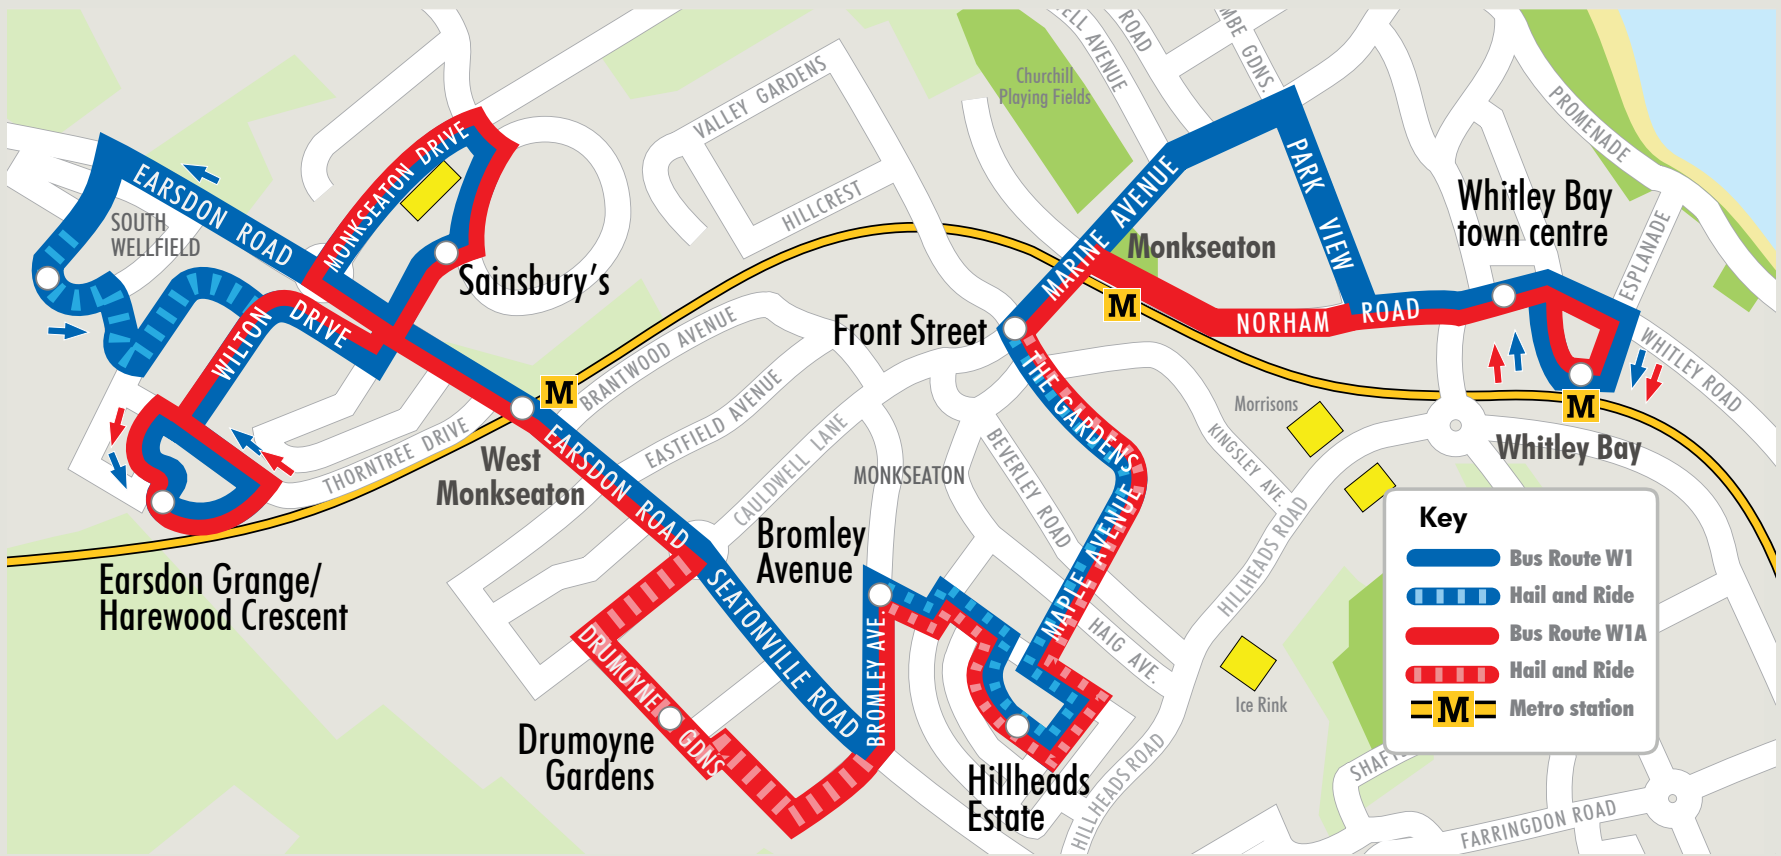 ELL AVENUE
ROAD
MBE GDNS.
Churchill
Playing Fields
VALLEY GARDENS
HILLCREST
PROMENADE
EARSDON ROAD
MONKSEATON DRIVE
SOUTH
WELLFIELD
Sainsbury's
MARINE AVENUE
PARK VIEW
Monkseaton
M
Whitley Bay
town centre
ESPLANADE
WILTON DRIVE
Front Street
NORHAM ROAD
WHITLEY ROAD
BRANTWOOD AVENUE
M
M
Whitley Bay
THE GARDENS
Morrisons
EASTFIELD AVENUE
THORNTREE DRIVE
West
Monkseaton
CAULDWELL LANE
MONKSEATON
BEVERLEY ROAD
KINGSLEY AVE.
HILLHEADS ROAD
EARSDON ROAD
Bromley
Avenue
MAPLE AVENUE
Earsdon Grange/
Harewood Crescent
SEATONVILLE ROAD
BROMLEY AVE.
HAIG AVE.
DRUMOYNE GDNS
Ice Rink
Drumoyne
Gardens
Hillheads
Estate
HILLHEADS ROAD
Key
Bus Route W1
Hail and Ride
Bus Route W1A
Hail and Ride
M Metro station
SHAFT
FARRINGDON ROAD